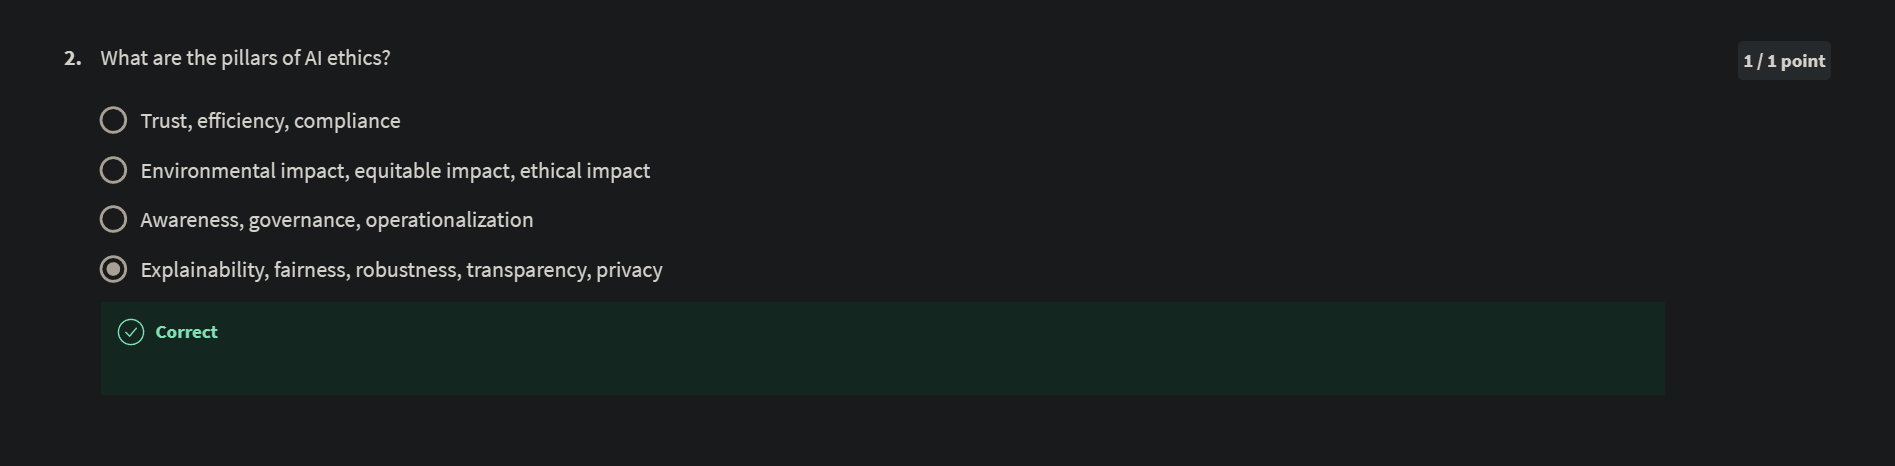 2. What are the pillars of AI ethics?
1 / 1 point
Trust, efficiency, compliance
Environmental impact, equitable impact, ethical impact
Awareness, governance, operationalization
Explainability, fairness, robustness, transparency, privacy
Correct